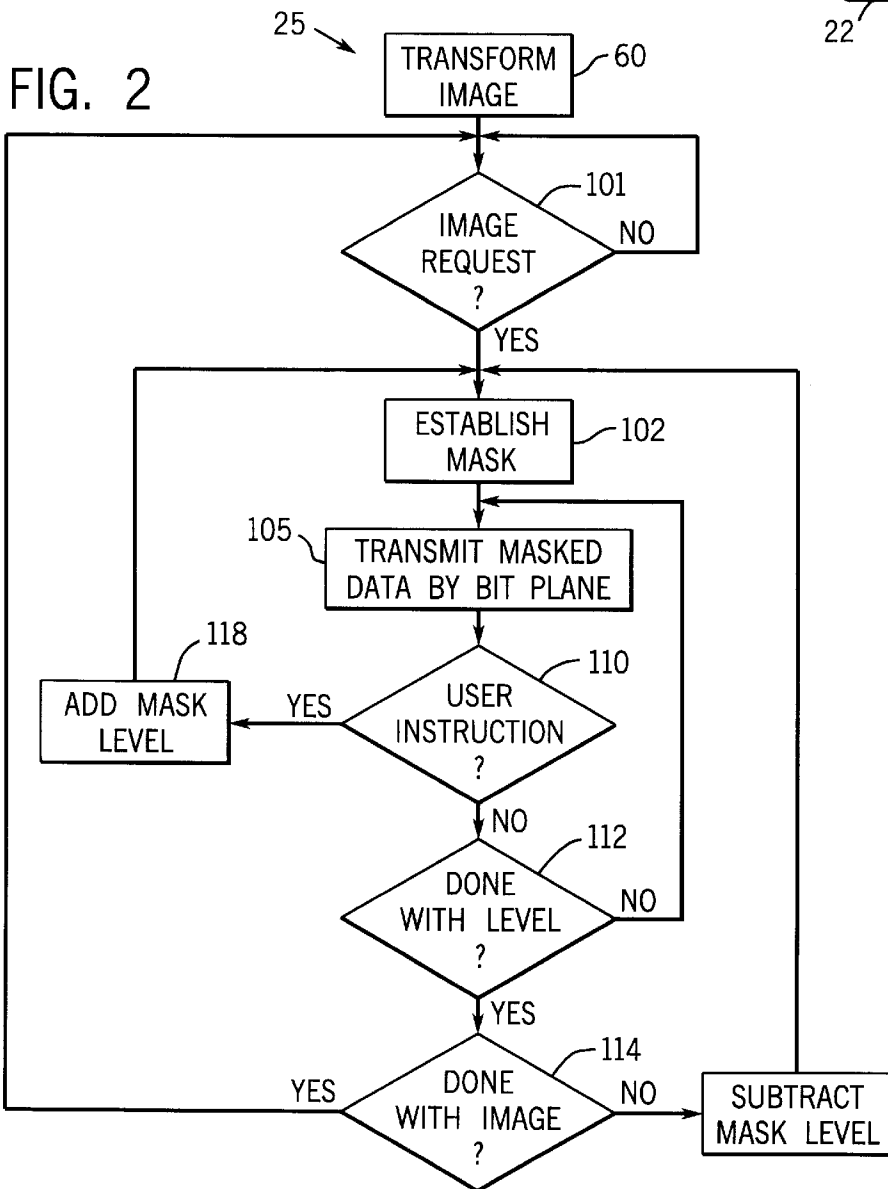 22
25
TRANSFORM
IMAGE
60
FIG. 2
101
IMAGE
REQUEST
?
NO
YES
ESTABLISH
MASK
102
105
TRANSMIT MASKED
DATA BY BIT PLANE
118
ADD MASK
LEVEL
YES
110
USER
INSTRUCTION
?
NO
112
DONE
WITH LEVEL
?
NO
YES
114
YES
DONE
WITH IMAGE
?
NO
SUBTRACT
MASK LEVEL